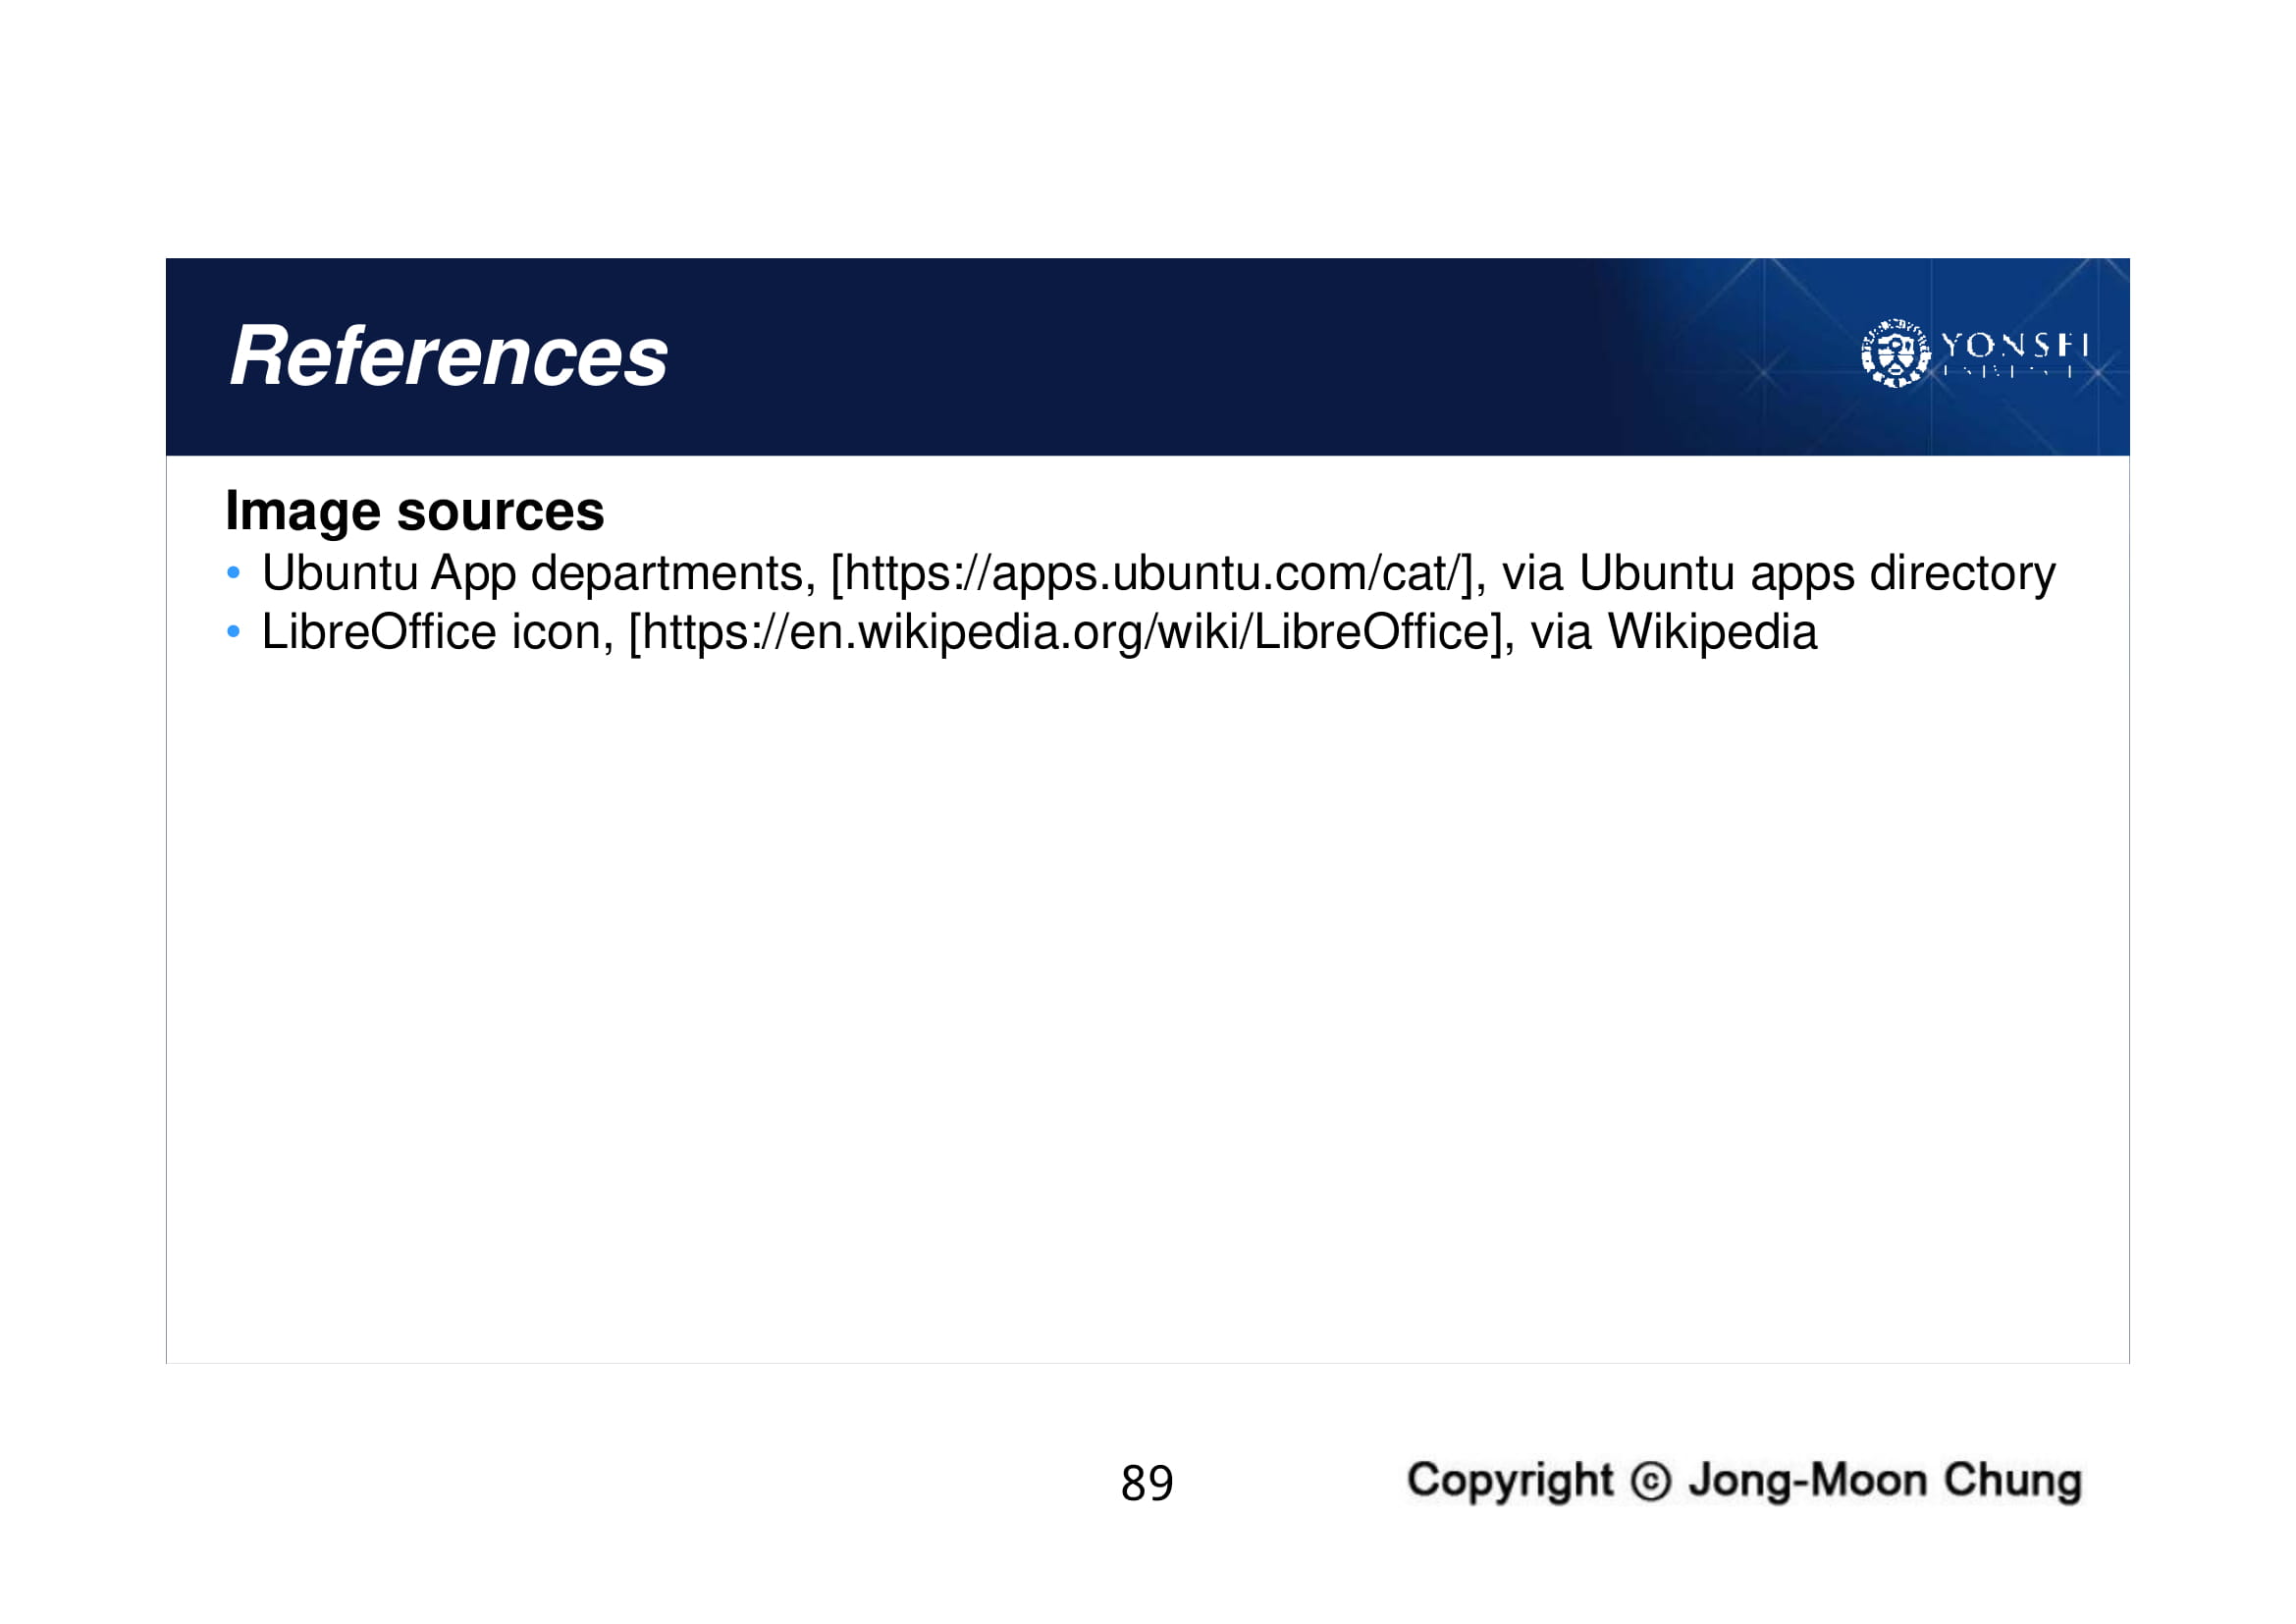 References
YONSEI
Image sources
• Ubuntu App departments, [https://apps.ubuntu.com/cat/], via Ubuntu apps directory
• LibreOffice icon, [https://en.wikipedia.org/wiki/LibreOffice], via Wikipedia
89
Copyright ⓒ Jong-Moon Chung